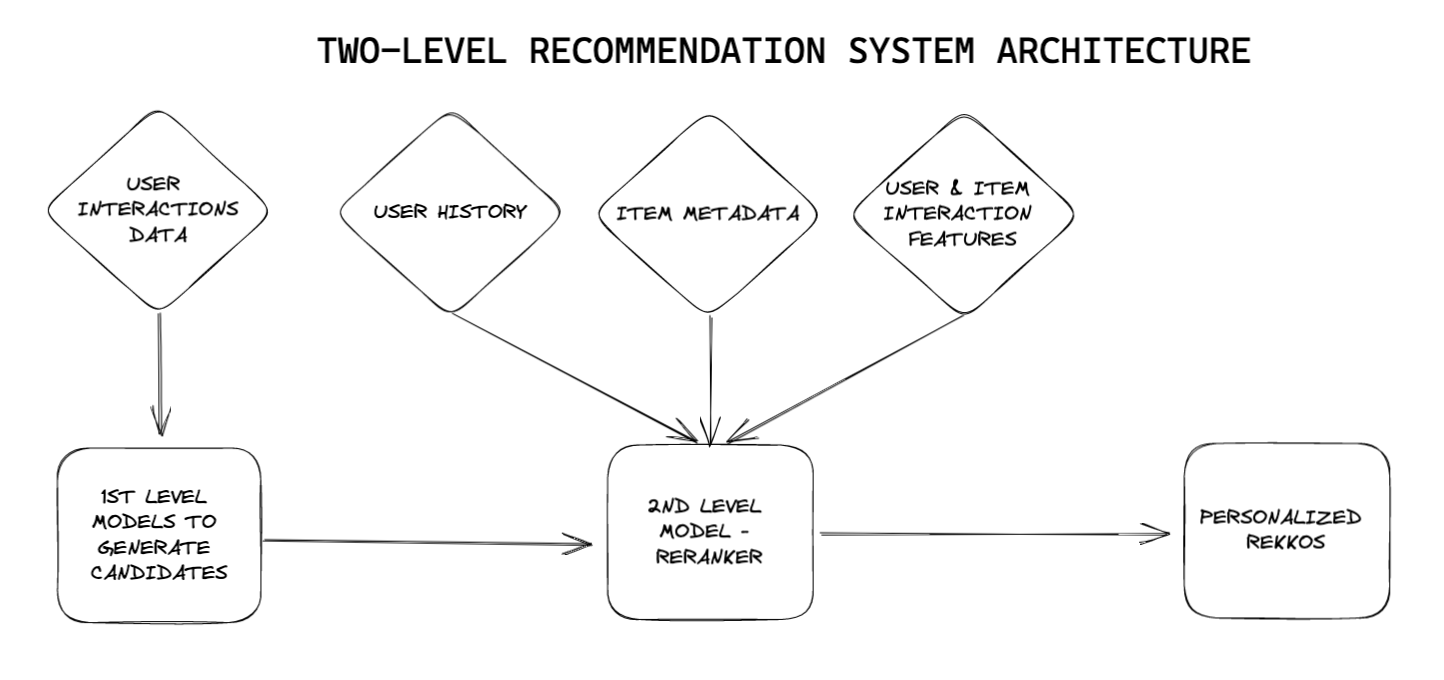 TWO-LEVEL RECOMMENDATION SYSTEM ARCHITECTURE
USER
INTERACTIONS
DATA
USER HISTORY
ITEM METADATA
USER & ITEM
INTERACTION
FEATURES
1ST LEVEL
MODELS TO
GENERATE
CANDIDATES
2ND LEVEL
MODEL -
RERANKER
PERSONALIZED
REKKOS